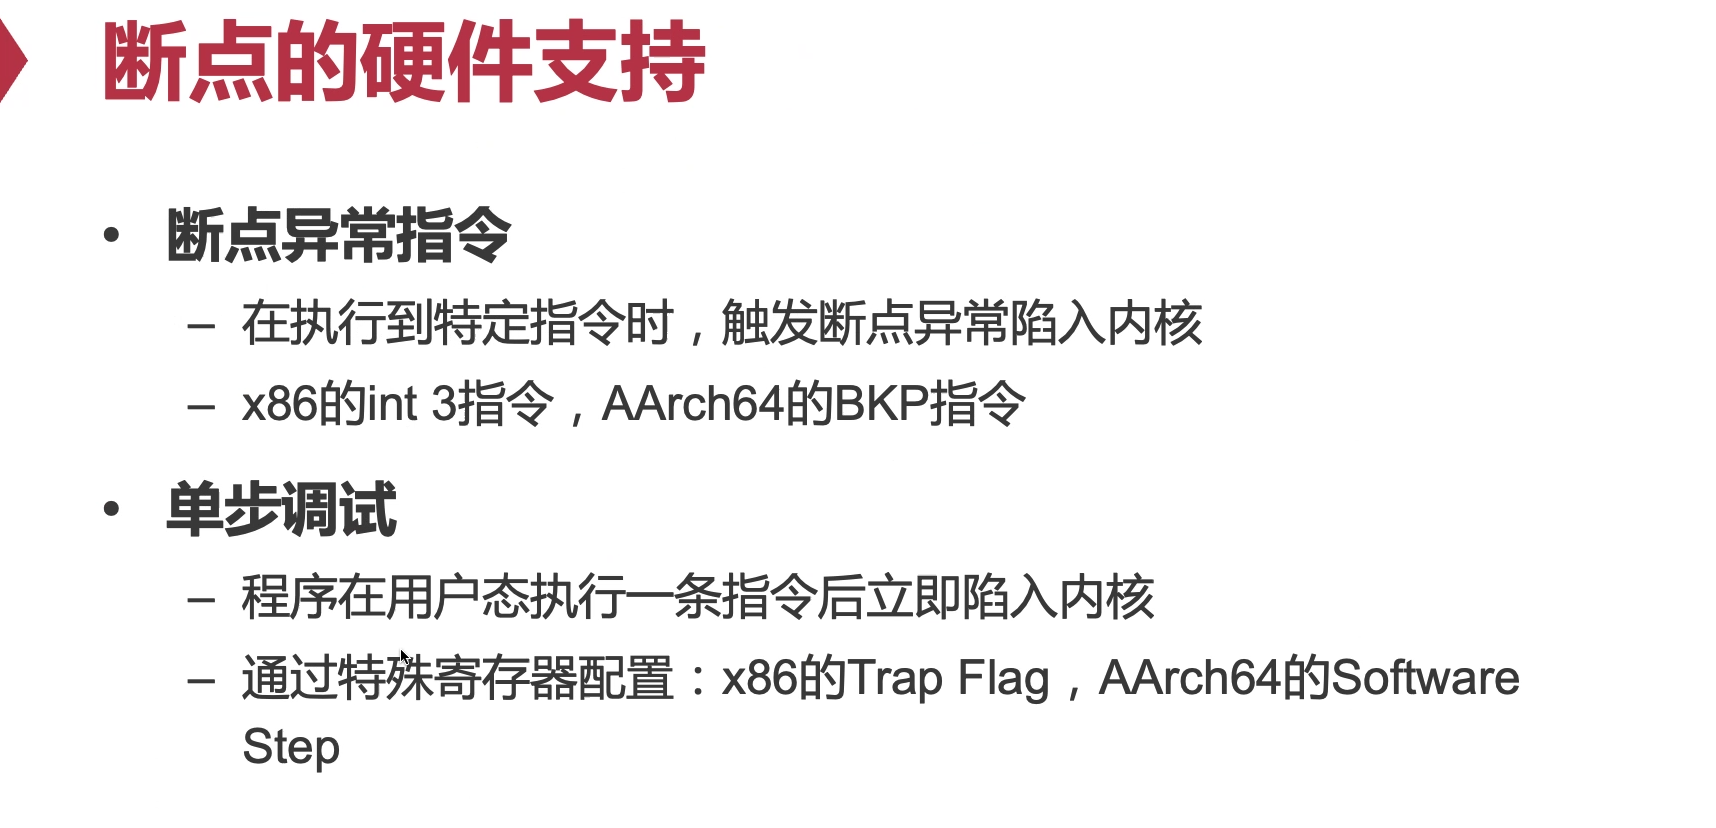 断点的硬件支持
• 断点异常指令
– 在执行到特定指令时，触发断点异常陷入内核
– x86的int 3指令，AArch64的BKP指令
• 单步调试
– 程序在用户态执行一条指令后立即陷入内核
– 通过特殊寄存器配置：x86的Trap Flag，AArch64的Software
Step